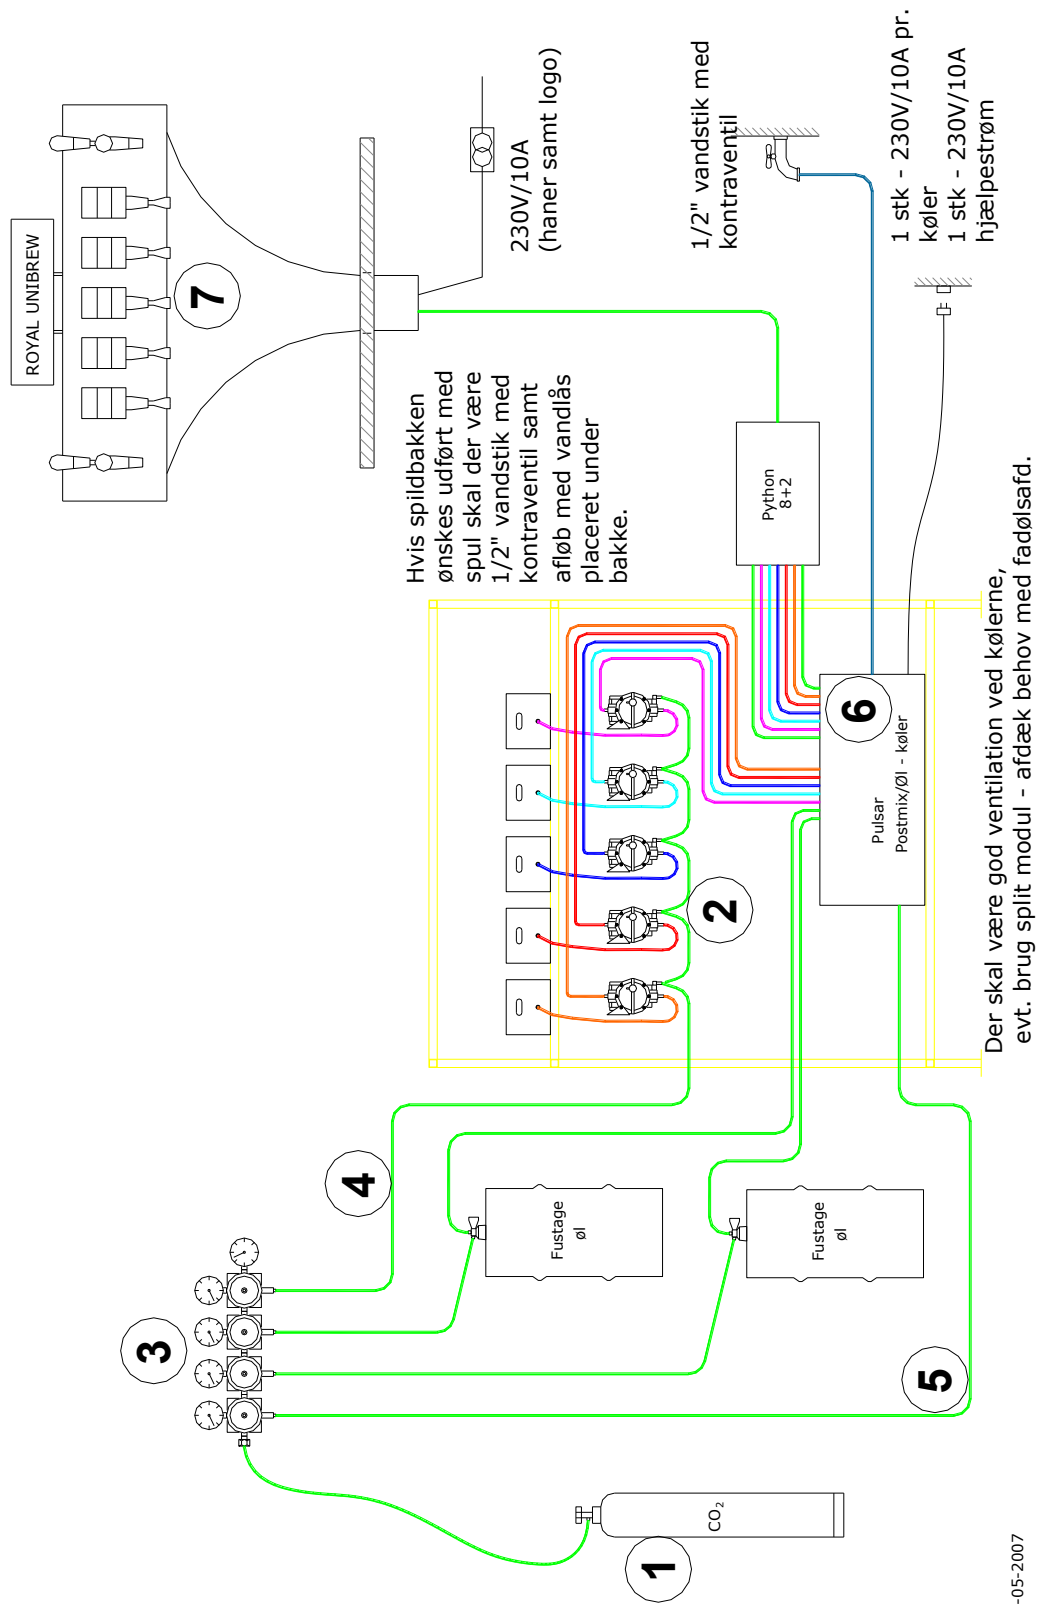 ROYAL UNIBREW
7
230V/10A
(haner samt logo)
1/2" vandstik med
kontraventil
1 stk - 230V/10A pr.
køler
1 stk - 230V/10A
hjælpestrøm
Hvis spildbakken
ønskes udført med
spul skal der være
1/2" vandstik med
kontraventil samt
afløb med vandlås
placeret under
bakke.
Python
8+2
6
Pulsar
Postmix/Øl - køler
2
Der skal være god ventilation ved kølerne,
evt. brug split modul - afdæk behov med fadølsafd.
4
3
Fustage
øl
Fustage
øl
5
CO₂
1
-05-2007